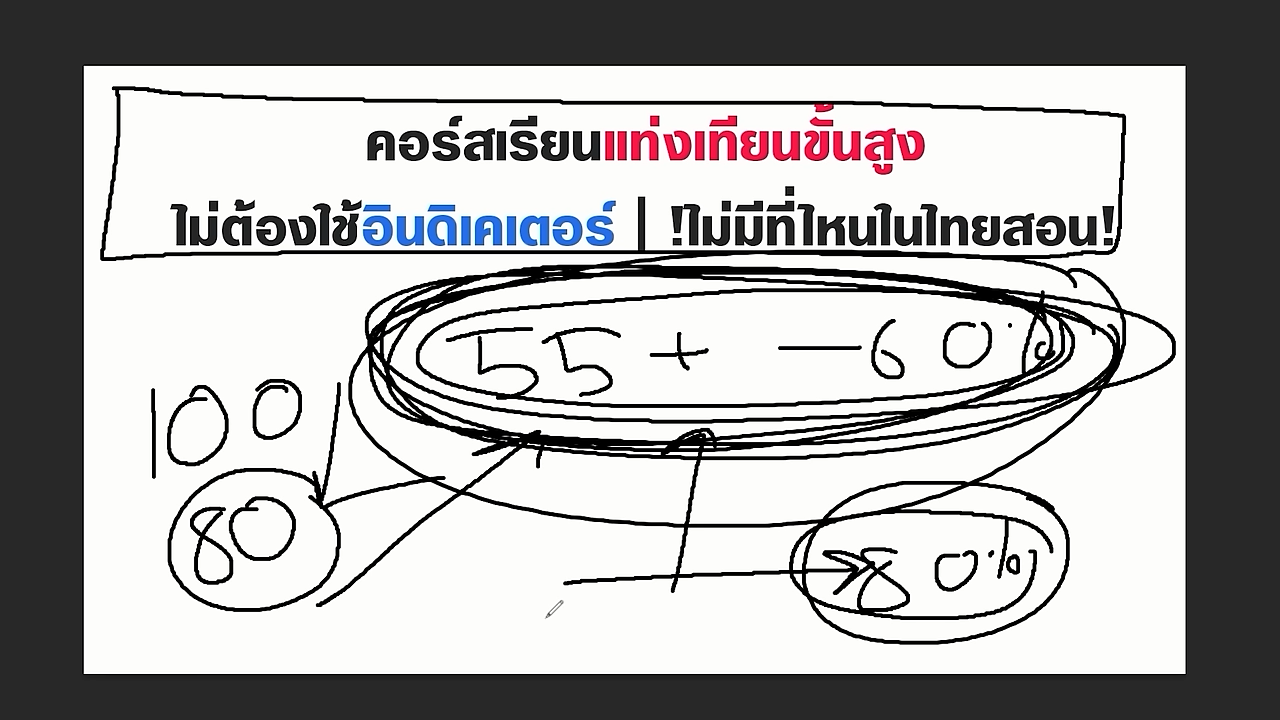 คอร์สเรียนแท่งเทียนขั้นสูง
ไม่ต้องใช้อินดิเคเตอร์ | !ไม่มีที่ไหนในไทยสอน!
55 + — 60%
100
80
80%